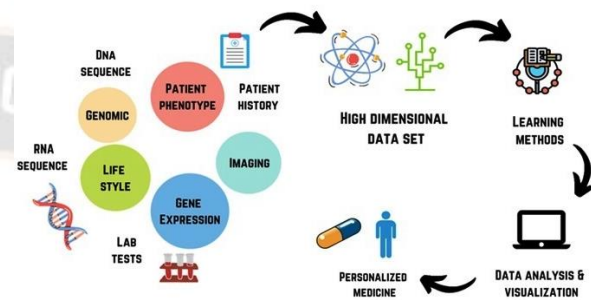 DNA
SEQUENCE
PATIENT
PHENOTYPE
PATIENT
HISTORY
GENOMIC
RNA
SEQUENCE
LIFE
STYLE
IMAGING
GENE
EXPRESSION
LAB
TESTS
HIGH DIMENSIONAL
DATA SET
LEARNING
METHODS
DATA ANALYSIS &
VISUALIZATION
PERSONALIZED
MEDICINE